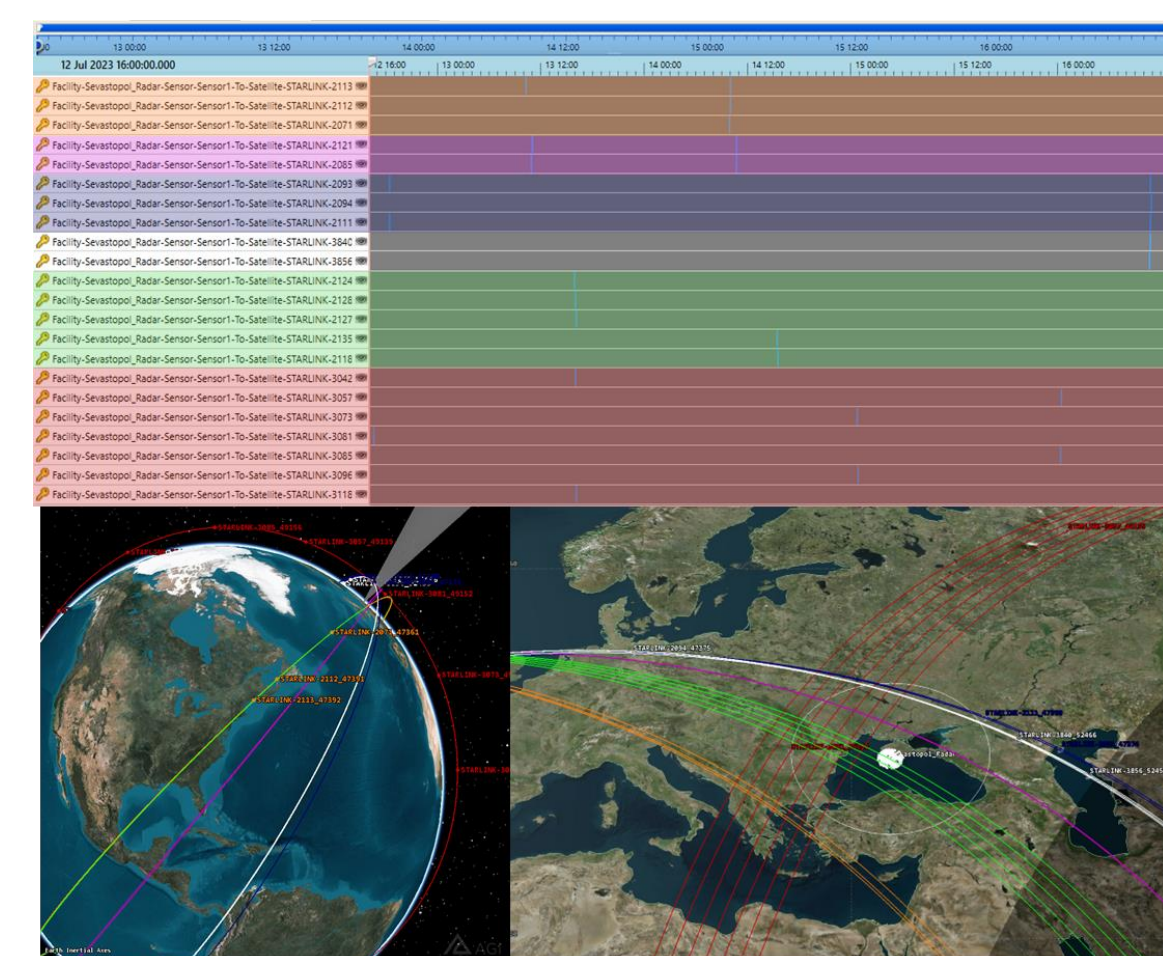 13 00:00 13 12:00 14 00:00 14 12:00 15 00:00 15 12:00 16 00:00
12 Jul 2023 16:00:00.000 12 16:00 13 00:00 13 12:00 14 00:00 14 12:00 15 00:00 15 12:00 16 00:00
Facility-Sevastopol_Radar-Sensor-Sensor1-To-Satellite-STARLINK-2113
Facility-Sevastopol_Radar-Sensor-Sensor1-To-Satellite-STARLINK-2112
Facility-Sevastopol_Radar-Sensor-Sensor1-To-Satellite-STARLINK-2071
Facility-Sevastopol_Radar-Sensor-Sensor1-To-Satellite-STARLINK-2121
Facility-Sevastopol_Radar-Sensor-Sensor1-To-Satellite-STARLINK-2085
Facility-Sevastopol_Radar-Sensor-Sensor1-To-Satellite-STARLINK-2093
Facility-Sevastopol_Radar-Sensor-Sensor1-To-Satellite-STARLINK-2094
Facility-Sevastopol_Radar-Sensor-Sensor1-To-Satellite-STARLINK-2111
Facility-Sevastopol_Radar-Sensor-Sensor1-To-Satellite-STARLINK-3840
Facility-Sevastopol_Radar-Sensor-Sensor1-To-Satellite-STARLINK-3856
Facility-Sevastopol_Radar-Sensor-Sensor1-To-Satellite-STARLINK-2124
Facility-Sevastopol_Radar-Sensor-Sensor1-To-Satellite-STARLINK-2128
Facility-Sevastopol_Radar-Sensor-Sensor1-To-Satellite-STARLINK-2127
Facility-Sevastopol_Radar-Sensor-Sensor1-To-Satellite-STARLINK-2135
Facility-Sevastopol_Radar-Sensor-Sensor1-To-Satellite-STARLINK-2118
Facility-Sevastopol_Radar-Sensor-Sensor1-To-Satellite-STARLINK-3042
Facility-Sevastopol_Radar-Sensor-Sensor1-To-Satellite-STARLINK-3057
Facility-Sevastopol_Radar-Sensor-Sensor1-To-Satellite-STARLINK-3073
Facility-Sevastopol_Radar-Sensor-Sensor1-To-Satellite-STARLINK-3081
Facility-Sevastopol_Radar-Sensor-Sensor1-To-Satellite-STARLINK-3085
Facility-Sevastopol_Radar-Sensor-Sensor1-To-Satellite-STARLINK-3096
Facility-Sevastopol_Radar-Sensor-Sensor1-To-Satellite-STARLINK-3118
STARLINK-3081_49152
STARLINK-2071_47361
STARLINK-2112_47391
STARLINK-2113_47392
Earth Inertial Axes
AGI
STARLINK-2094_47375
STARLINK-3840_52466
STARLINK-3856_5245